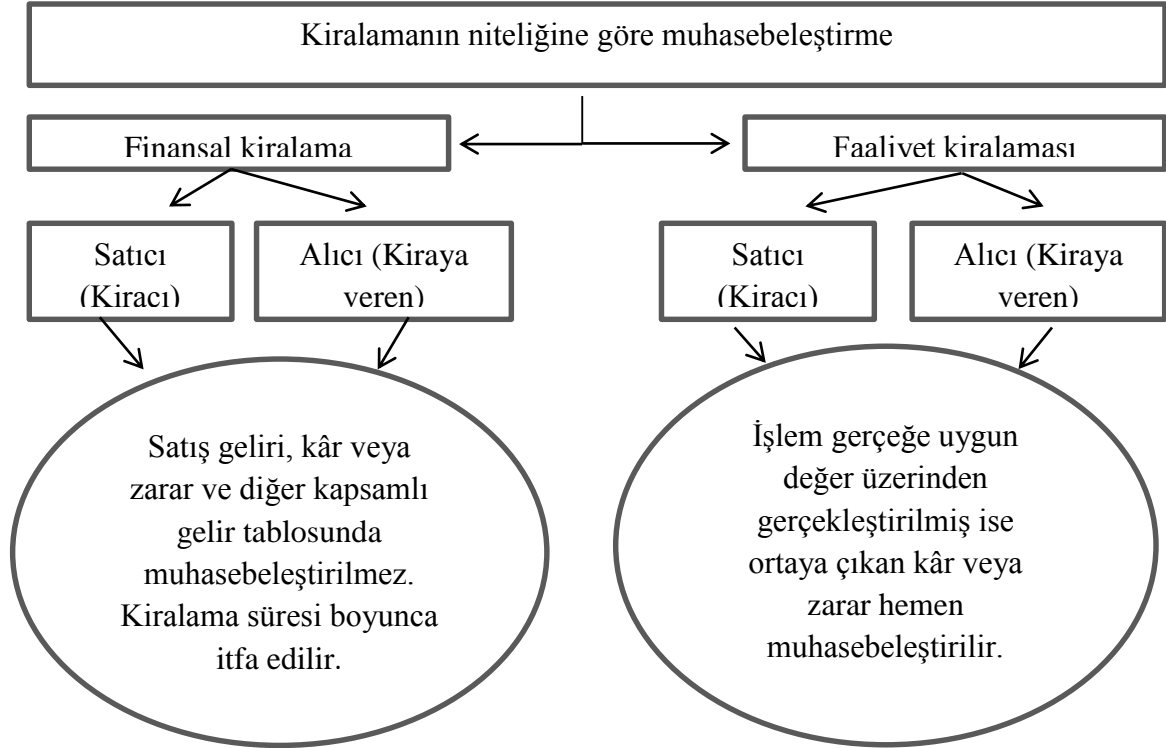 Kiralamanın niteliğine göre muhasebeleştirme
Finansal kiralama
Faaliyet kiralaması
Satıcı
(Kiracı)
Alıcı (Kiraya
veren)
Satıcı
(Kiracı)
Alıcı (Kiraya
veren)
Satış geliri, kâr veya
zarar ve diğer kapsamlı
gelir tablosunda
muhasebeleştirilmez.
Kiralama süresi boyunca
itfa edilir.
İşlem gerçeğe uygun
değer üzerinden
gerçekleştirilmiş ise
ortaya çıkan kâr veya
zarar hemen
muhasebeleştirilir.